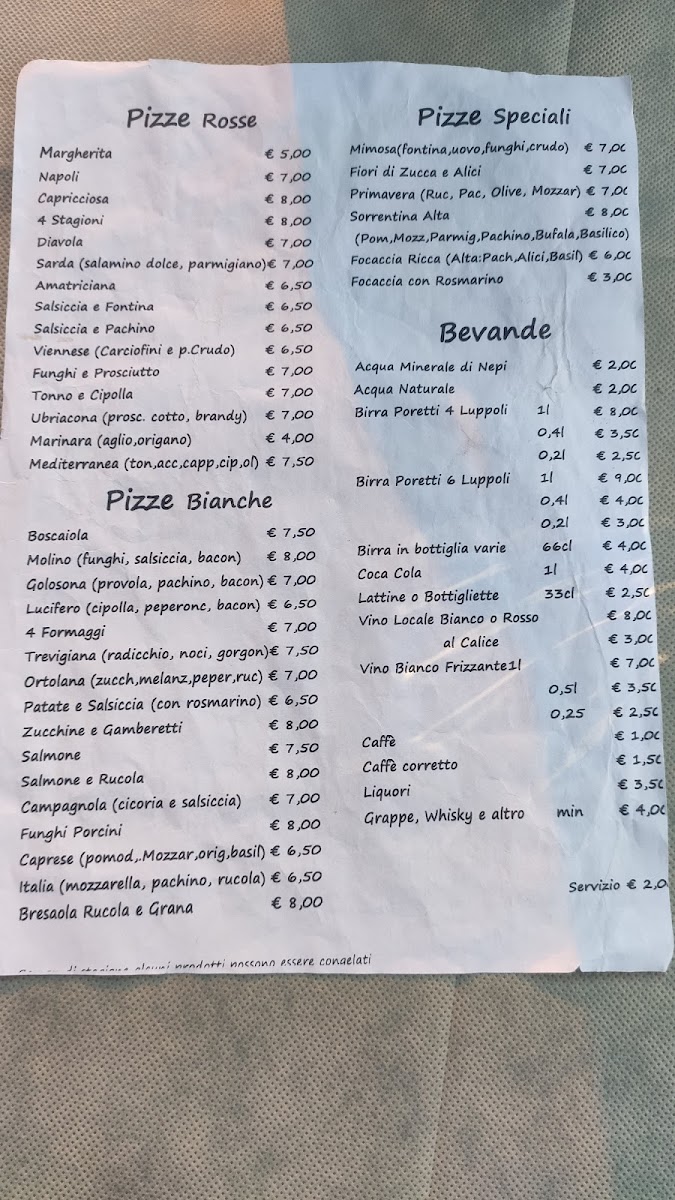 Pizze Rosse
Margherita € 5,00
Napoli € 7,00
Capricciosa € 8,00
4 Stagioni € 8,00
Diavola € 7,00
Sarda (salamino dolce, parmigiano) € 7,00
Amatriciana € 6,50
Salsiccia e Fontina € 6,50
Salsiccia e Pachino € 6,50
Viennese (Carciofini e p.Crudo) € 6,50
Funghi e Prosciutto € 7,00
Tonno e Cipolla € 7,00
Ubriacona (prosc. cotto, brandy) € 7,00
Marinara (aglio,origano) € 4,00
Mediterranea (ton,acc,capp,cip,ol) € 7,50
Pizze Bianche
Boscaiola € 7,50
Molino (funghi, salsiccia, bacon) € 8,00
Golosona (provola, pachino, bacon) € 7,00
Lucifero (cipolla, peperonc, bacon) € 6,50
4 Formaggi € 7,00
Trevigiana (radicchio, noci, gorgon) € 7,50
Ortolana (zucch,melanz,peper,ruc) € 7,00
Patate e Salsiccia (con rosmarino) € 6,50
Zucchine e Gamberetti € 8,00
Salmone € 7,50
Salmone e Rucola € 8,00
Campagnola (cicoria e salsiccia) € 7,00
Funghi Porcini € 8,00
Caprese (pomod,.Mozzar,orig,basil) € 6,50
Italia (mozzarella, pachino, rucola) € 6,50
Bresaola Rucola e Grana € 8,00
alcuni prodotti possono essere congelati
Pizze Speciali
Mimosa(fontina,uovo,funghi,crudo) € 7,00
Fiori di Zucca e Alici € 7,00
Primavera (Ruc, Pac, Olive, Mozzar) € 7,00
Sorrentina Alta € 8,00
(Pom,Mozz,Parmig,Pachino,Bufala,Basilico)
Focaccia Ricca (Alta:Pach,Alici,Basil) € 6,00
Focaccia con Rosmarino € 3,00
Bevande
Acqua Minerale di Nepi € 2,00
Acqua Naturale € 2,00
Birra Poretti 4 Luppoli 1l € 8,00
0,4l € 3,50
0,2l € 2,50
Birra Poretti 6 Luppoli 1l € 9,00
0,4l € 4,00
0,2l € 3,00
Birra in bottiglia varie 66cl € 4,00
Coca Cola 1l € 4,00
Lattine o Bottigliette 33cl € 2,50
Vino Locale Bianco o Rosso € 8,00
al Calice € 3,00
Vino Bianco Frizzante1l € 7,00
0,5l € 3,50
0,25 € 2,50
Caffè € 1,00
Caffè corretto € 1,50
Liquori € 3,50
Grappe, Whisky e altro min € 4,00
Servizio € 2,0